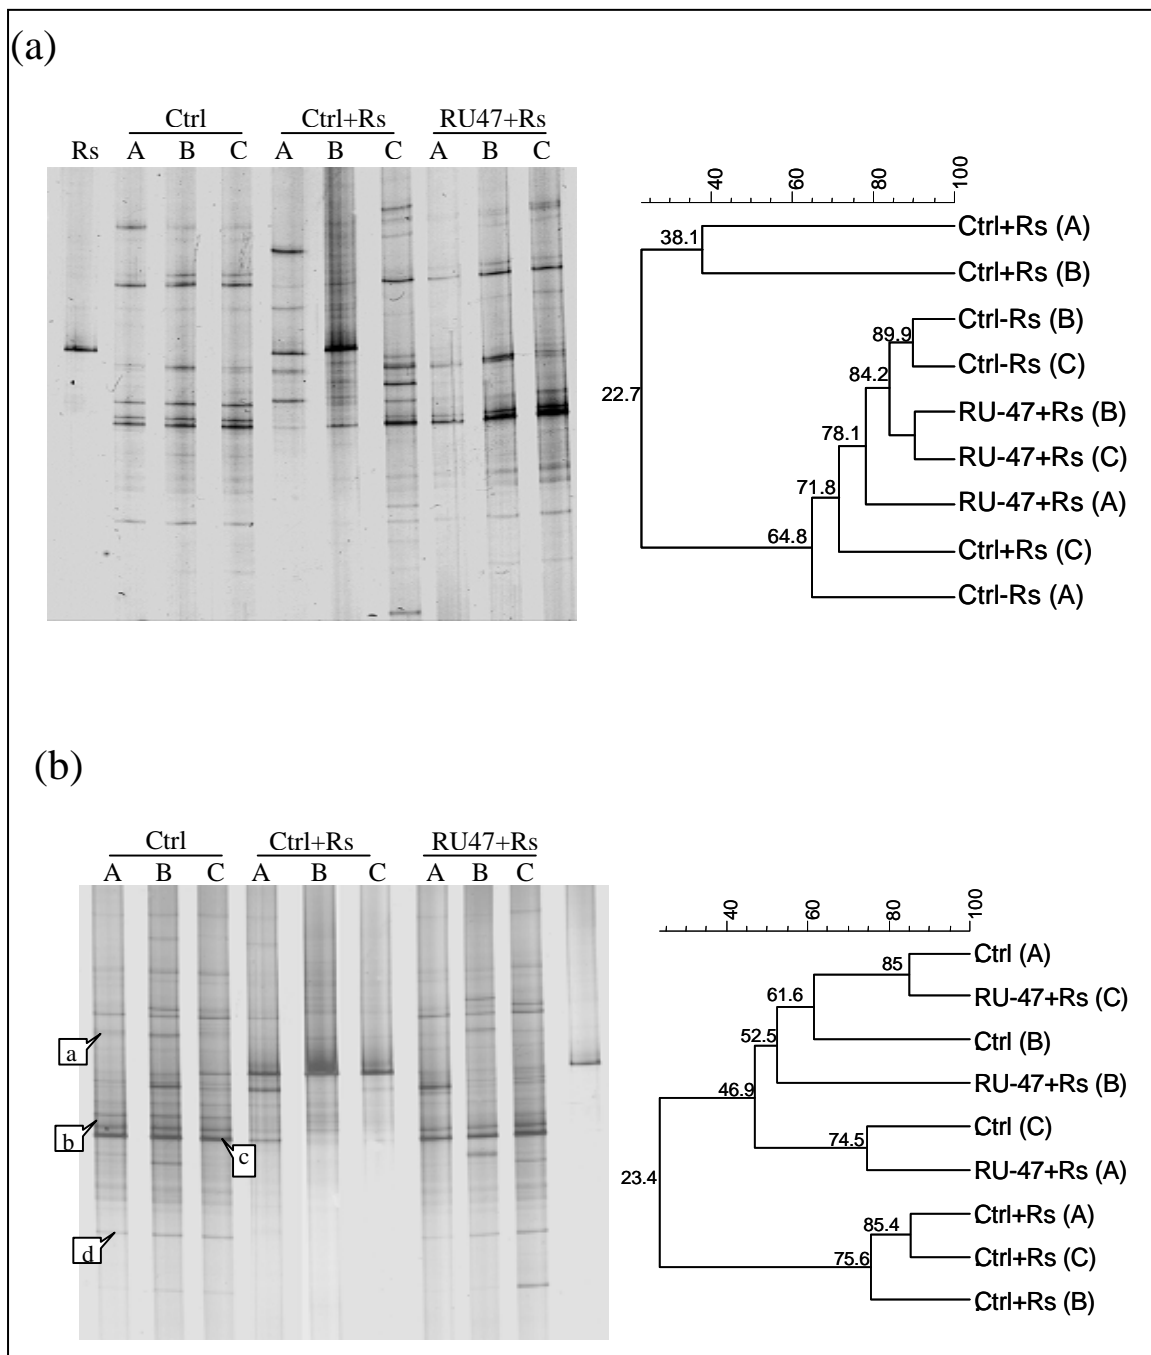 (a)
Ctrl Ctrl+Rs RU47+Rs
Rs A B C A B C A B C
40 60 80 100
Ctrl+Rs (A)
38.1
Ctrl+Rs (B)
Ctrl-Rs (B)
89.9
Ctrl-Rs (C)
84.2
22.7
RU-47+Rs (B)
78.1
RU-47+Rs (C)
71.8
RU-47+Rs (A)
64.8
Ctrl+Rs (C)
Ctrl-Rs (A)
(b)
Ctrl Ctrl+Rs RU47+Rs
A B C A B C A B C
40 60 80 100
Ctrl (A)
85
RU-47+Rs (C)
61.6
a
52.5
Ctrl (B)
RU-47+Rs (B)
46.9
b
Ctrl (C)
74.5
c
RU-47+Rs (A)
23.4
Ctrl+Rs (A)
85.4
d
75.6
Ctrl+Rs (C)
Ctrl+Rs (B)